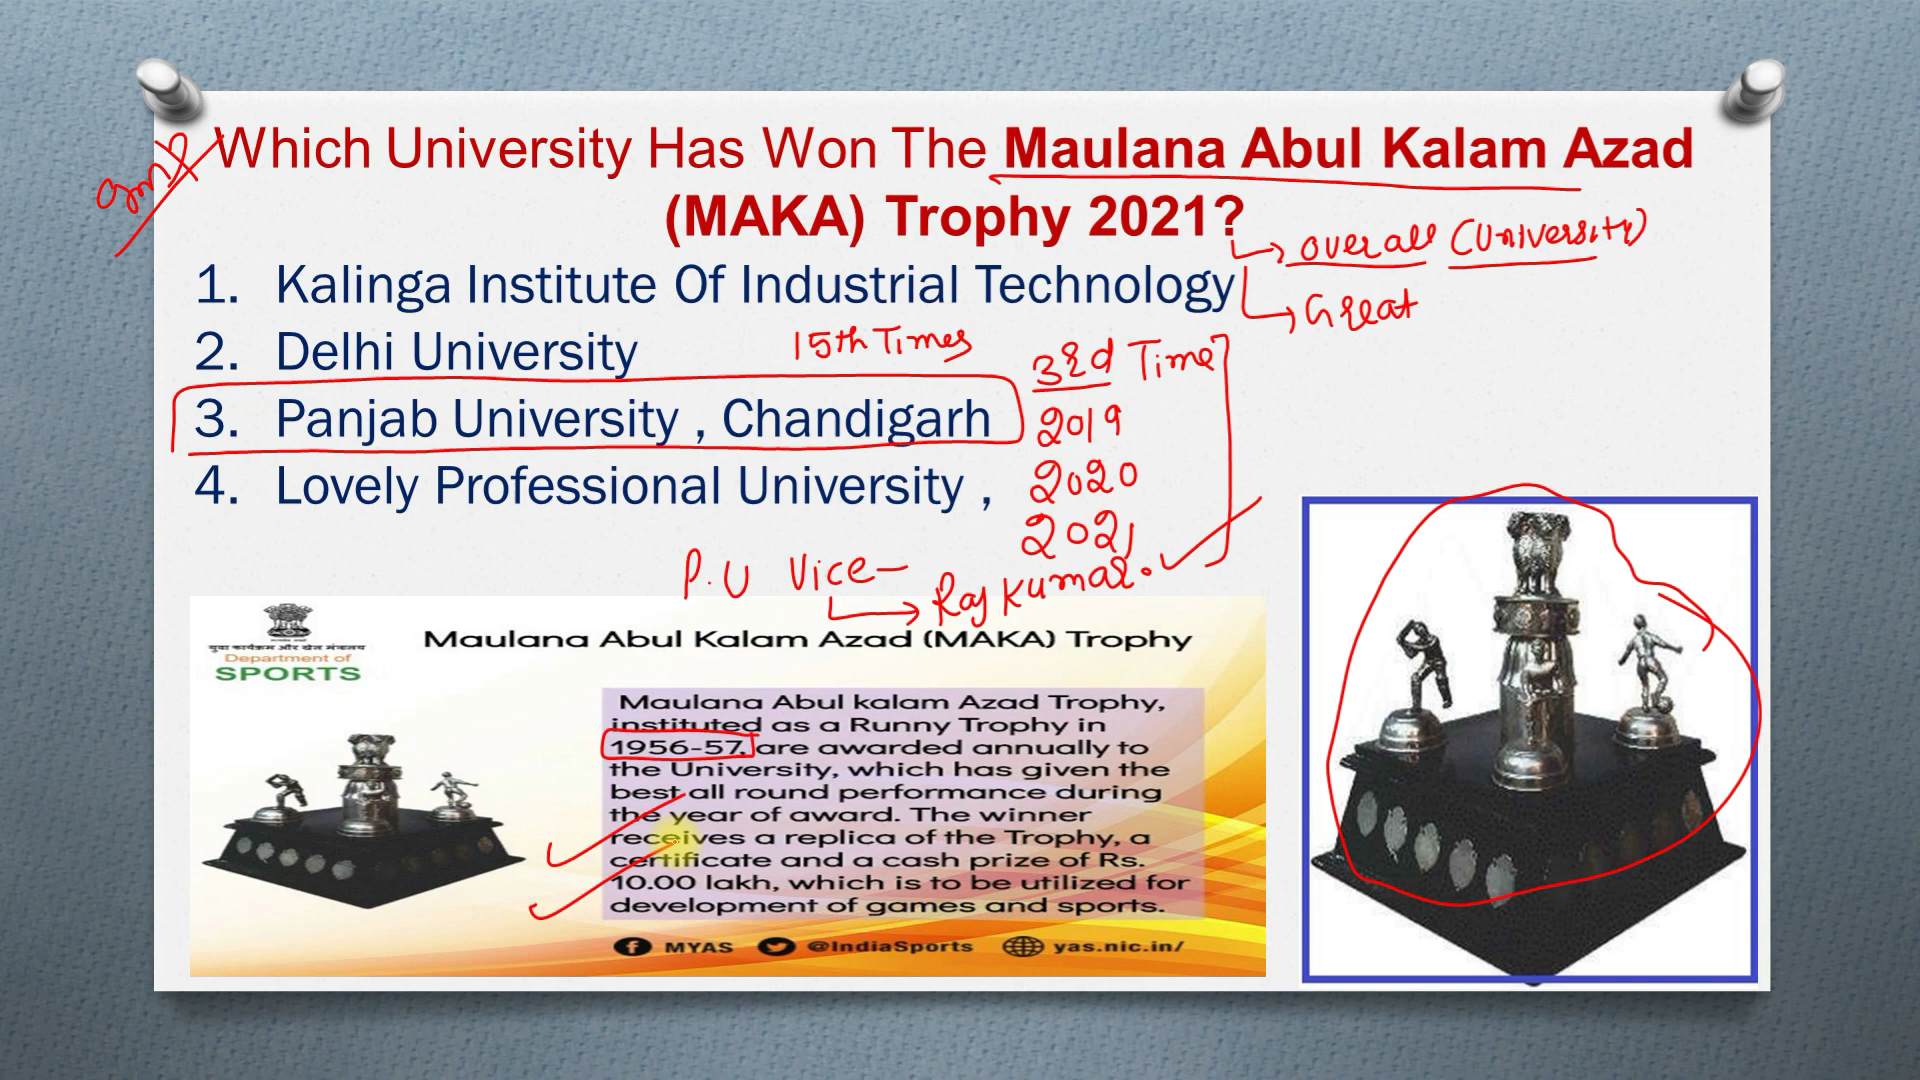 Imp
Which University Has Won The Maulana Abul Kalam Azad
(MAKA) Trophy 2021?
overall (University)
Great
1. Kalinga Institute Of Industrial Technology
2. Delhi University
15th Times
3rd Time
3. Panjab University , Chandigarh
2019
4. Lovely Professional University ,
2020
2021
P.U Vice-
Raj Kumar.
युवा कार्यक्रम और खेल मंत्रालय
Department of
SPORTS
Maulana Abul Kalam Azad (MAKA) Trophy
Maulana Abul kalam Azad Trophy,
instituted as a Runny Trophy in
1956-57, are awarded annually to
the University, which has given the
best all round performance during
the year of award. The winner
receives a replica of the Trophy, a
certificate and a cash prize of Rs.
10.00 lakh, which is to be utilized for
development of games and sports.
MYAS @IndiaSports yas.nic.in/